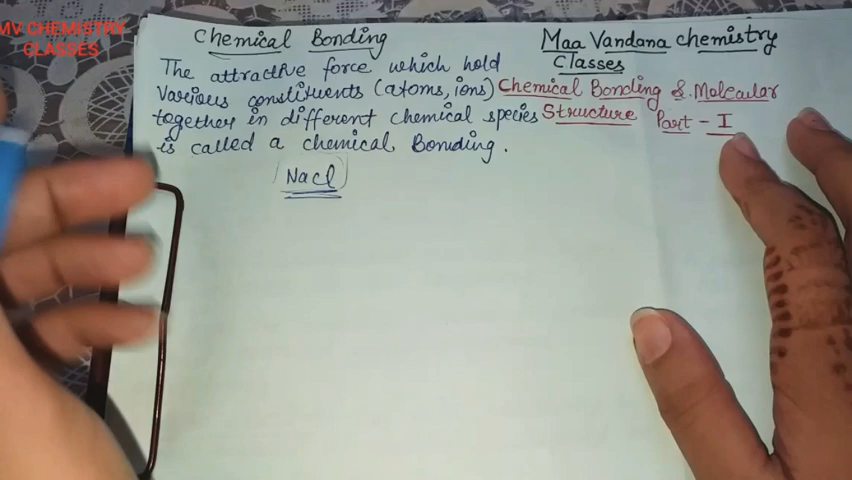 MV CHEMISTRY
CLASSES
Chemical Bonding
The attractive force which hold
various constituents (atoms, ions)
together in different chemical species
is called a chemical Bonding.
NaCl
Maa Vandana chemistry
Classes
Chemical Bonding & Molecular
Structure Part - I